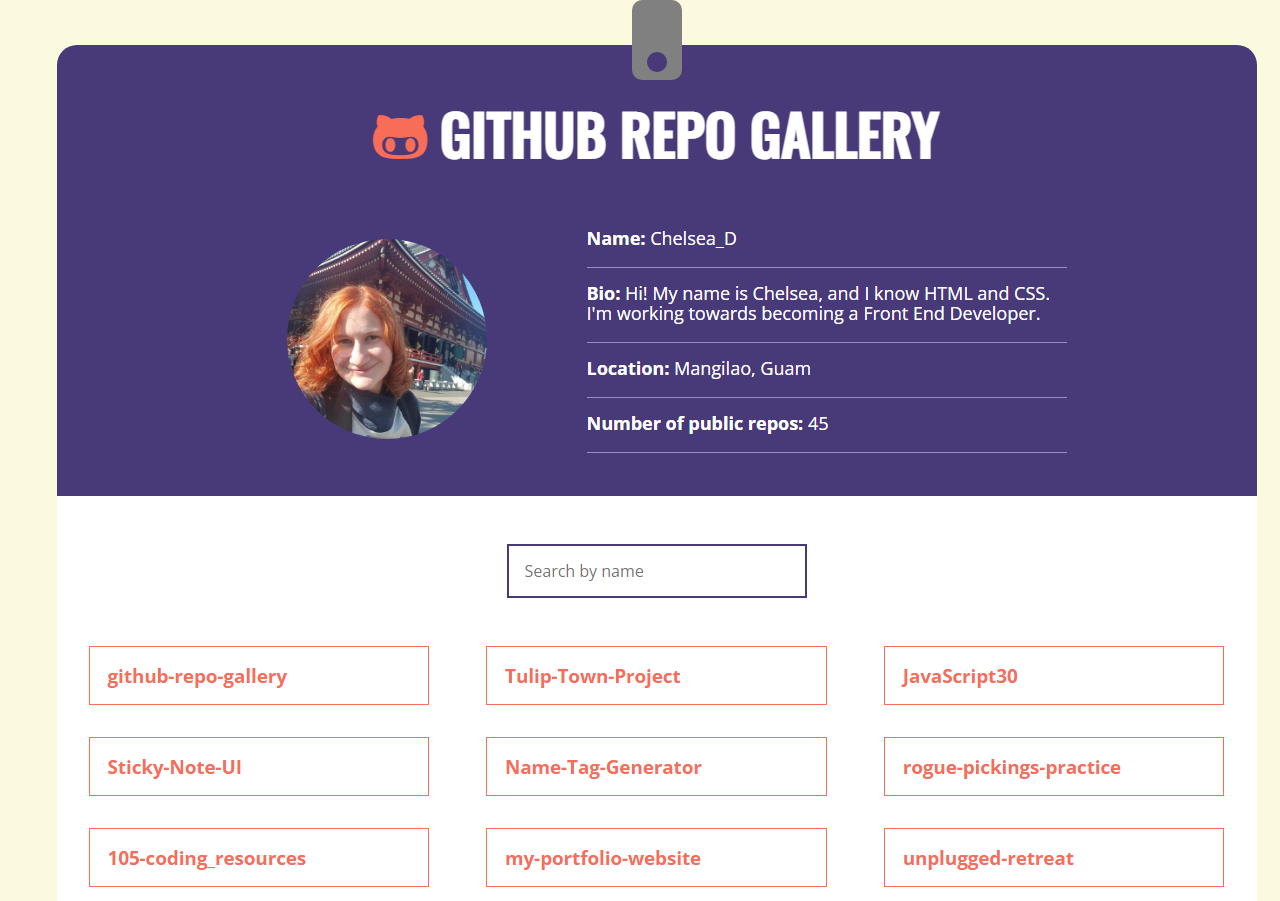 GITHUB REPO GALLERY
Name: Chelsea_D
Bio: Hi! My name is Chelsea, and I know HTML and CSS.
I'm working towards becoming a Front End Developer.
Location: Mangilao, Guam
Number of public repos: 45
Search by name
github-repo-gallery
Tulip-Town-Project
JavaScript30
Sticky-Note-UI
Name-Tag-Generator
rogue-pickings-practice
105-coding_resources
my-portfolio-website
unplugged-retreat